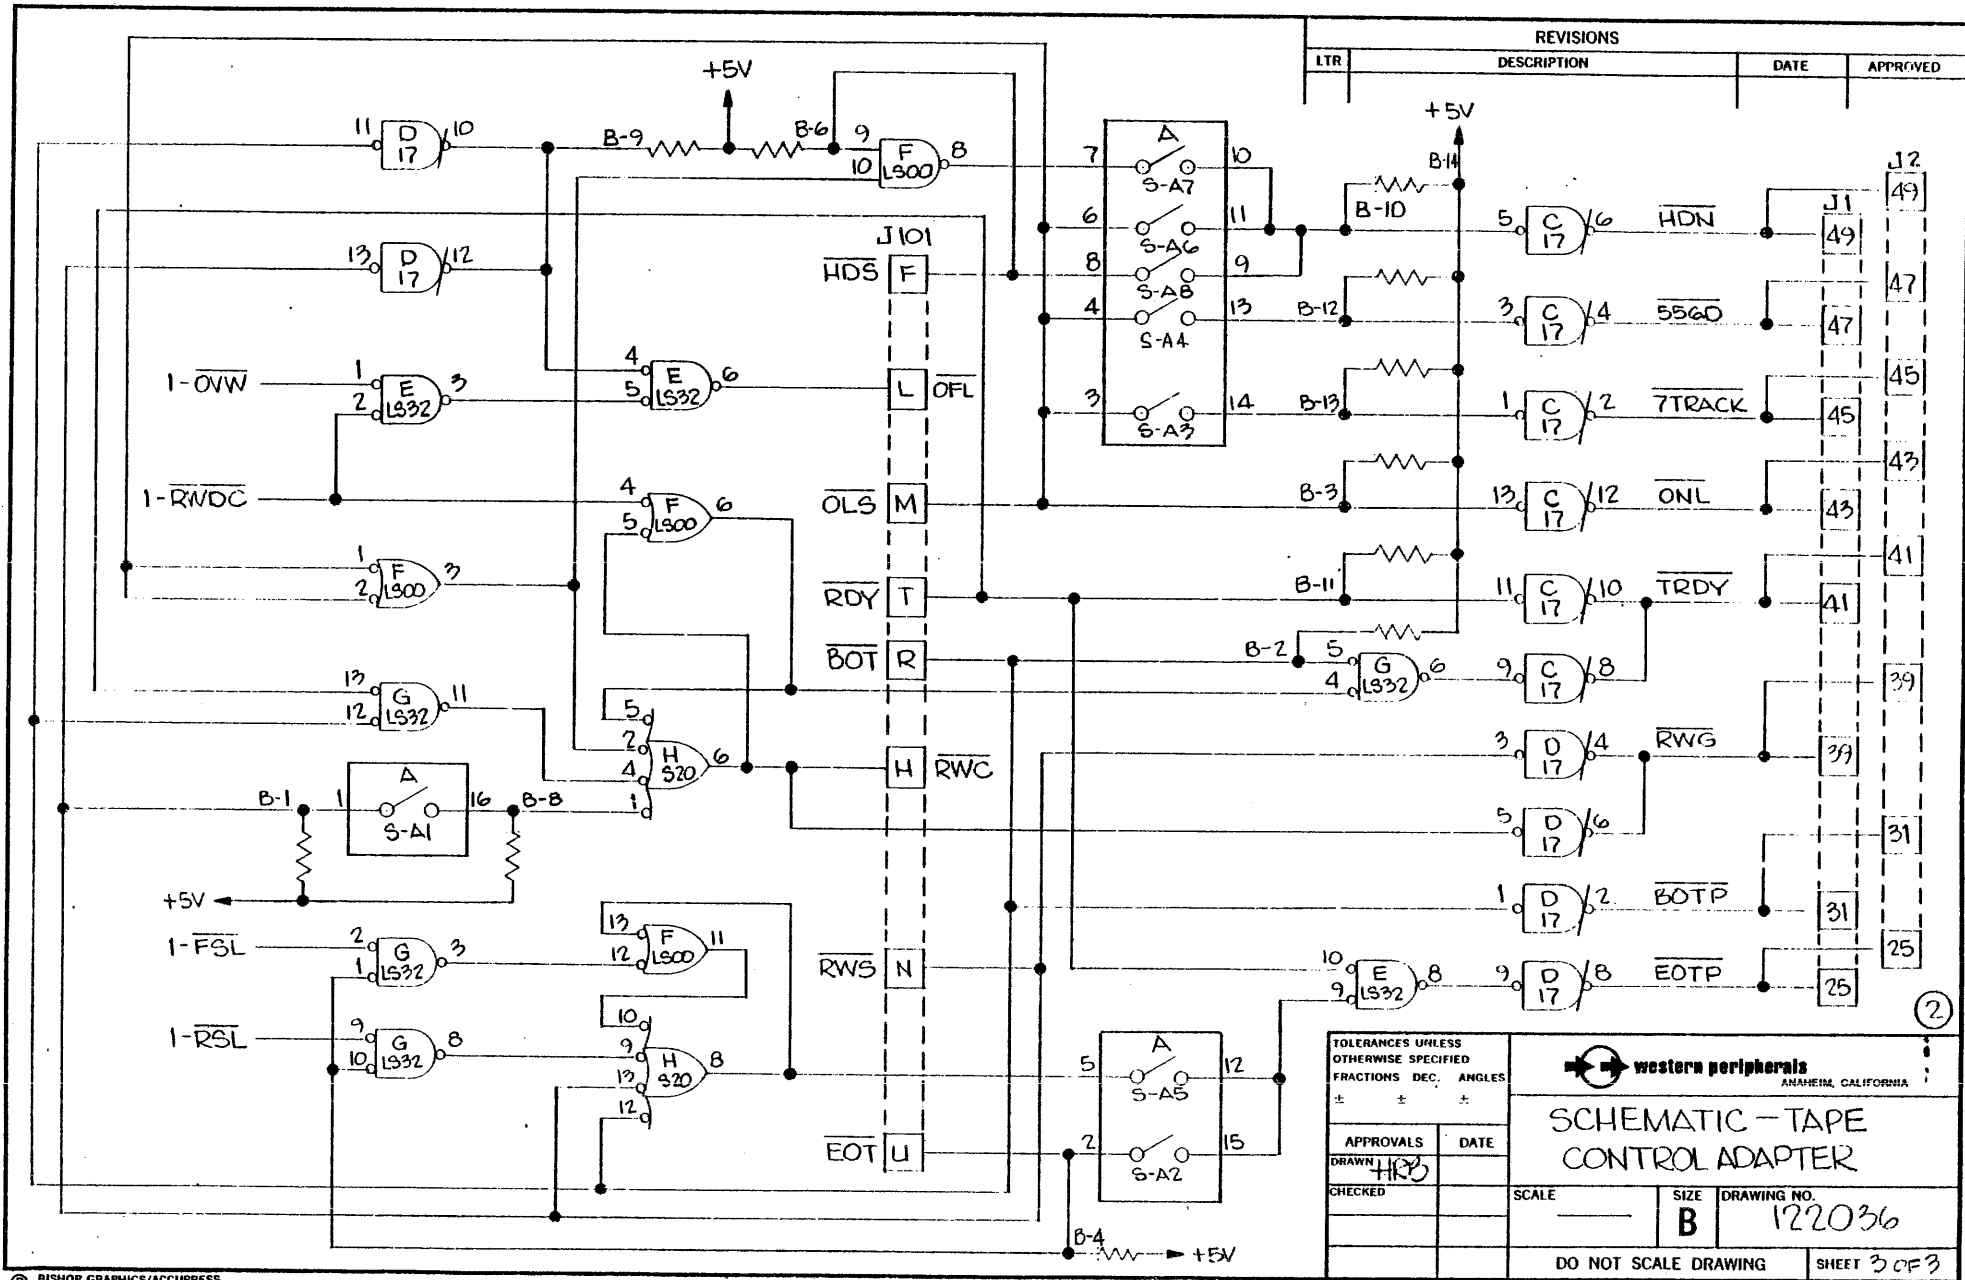 REVISIONS
LTR DESCRIPTION DATE APPROVED
+5V
+5V
11 D 17 10
B-9
B-6
9 10 F LS00 8
A
7 S-A7 10
6 S-A6 11
8 S-A8 9
4 S-A4 13
3 S-A3 14
B-14
B-10
5 C 17 6 HDN
J2
49
J1
49
13 D 17 12
J101
HDS F
B-12
3 C 17 4 556D
47
47
1-OVW
1 2 E LS32 3
4 5 E LS32 6
L OFL
B-13
1 C 17 2 7TRACK
45
45
1-RWDC
4 5 F LS00 6
OLS M
B-3
13 C 17 12 ONL
43
43
1 2 F LS00 3
RDY T
B-11
11 C 17 10 TRDY
41
41
BOT R
B-2
5 4 G LS32 6
9 C 17 8
13 12 G LS32 11
5 2 4 1 H S20 6
H RWC
3 D 17 4 RWG
39
39
B-1
A
1 S-A1 16
B-8
5 D 17 6
+5V
1 D 17 2 BOTP
31
31
1-FSL
2 1 G LS32 3
13 12 F LS00 11
RWS N
10 9 E LS32 8
9 D 17 8 EOTP
25
25
2
1-RSL
9 10 G LS32 8
10 9 13 12 H S20 8
A
5 S-A5 12
2 S-A2 15
EOT U
B-4
+5V
TOLERANCES UNLESS
OTHERWISE SPECIFIED
FRACTIONS DEC. ANGLES
± ± ±
APPROVALS DATE
DRAWN HRB
CHECKED
western peripherals
ANAHEIM, CALIFORNIA
SCHEMATIC - TAPE
CONTROL ADAPTER
SCALE
SIZE
B
DRAWING NO.
122036
DO NOT SCALE DRAWING
SHEET 3 OF 3
BISHOP GRAPHICS/ACCUPRESS